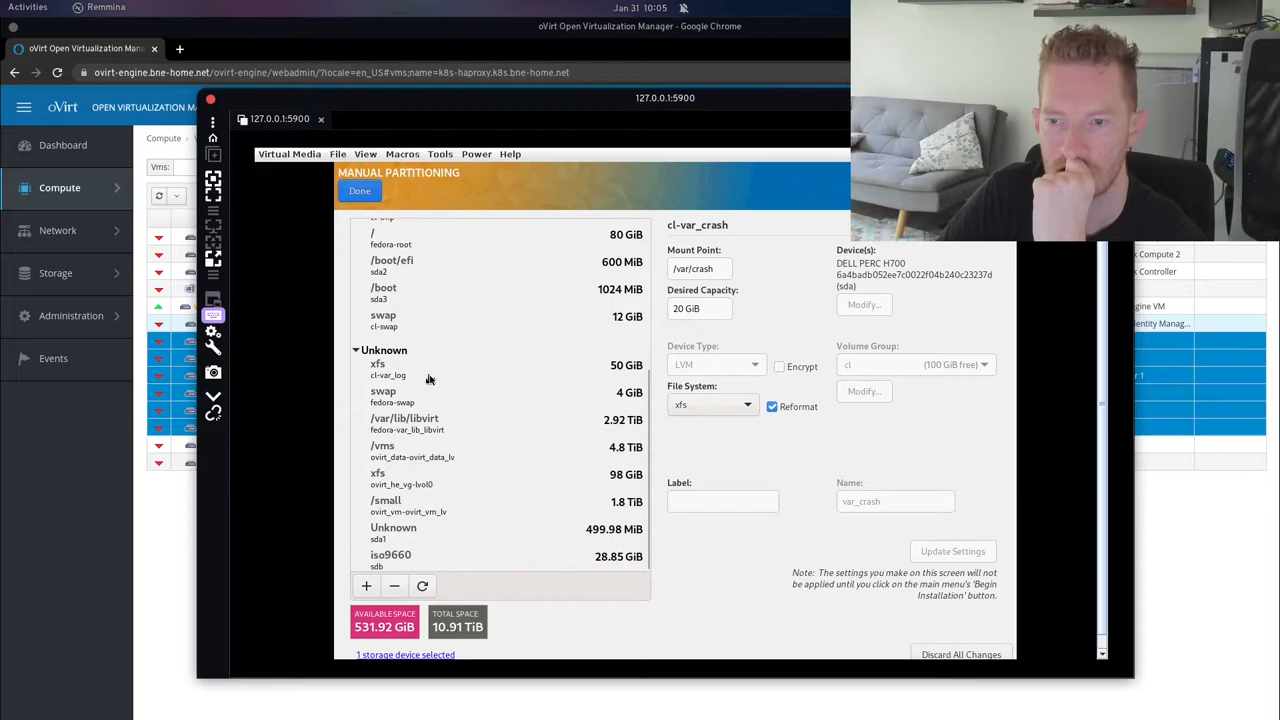 Activities
Remmina
Jan 31 10:05
oVirt Open Virtualization Manager - Google Chrome
oVirt Open Virtualization Mana
ovirt-engine.bne-home.net/ovirt-engine/webadmin/?locale=en_US#vms;name=k8s-haproxy.k8s.bne-home.net
oVirt
OPEN VIRTUALIZATION M
127.0.0.1:5900
127.0.0.1:5900
Dashboard
Compute
Network
Storage
Administration
Events
Compute
Vms:
Virtual Media File View Macros Tools Power Help
MANUAL PARTITIONING
Done
/
80 GiB
fedora-root
/boot/efi
600 MiB
sda2
/boot
1024 MiB
sda3
swap
12 GiB
cl-swap
Unknown
xfs
50 GiB
cl-var_log
swap
4 GiB
fedora-swap
/var/lib/libvirt
2.92 TiB
fedora-var_lib_libvirt
/vms
4.8 TiB
ovirt_data-ovirt_data_lv
xfs
98 GiB
ovirt_he_vg-lvol0
/small
1.8 TiB
ovirt_vm-ovirt_vm_lv
Unknown
499.98 MiB
sda1
iso9660
28.85 GiB
sdb
AVAILABLE SPACE
531.92 GiB
TOTAL SPACE
10.91 TiB
1 storage device selected
cl-var_crash
Mount Point:
/var/crash
Desired Capacity:
20 GiB
Device(s):
DELL PERC H700
6a4badb052ee7c0022f04b240c23237d
(sda)
Modify...
Device Type:
LVM
Encrypt
Volume Group:
cl (100 GiB free)
File System:
xfs
Reformat
Modify...
Label:
Name:
var_crash
Update Settings
Note: The settings you make on this screen will not
be applied until you click on the main menu's 'Begin
Installation' button.
Discard All Changes
Compute 2
Controller
gine VM
entity Manag...